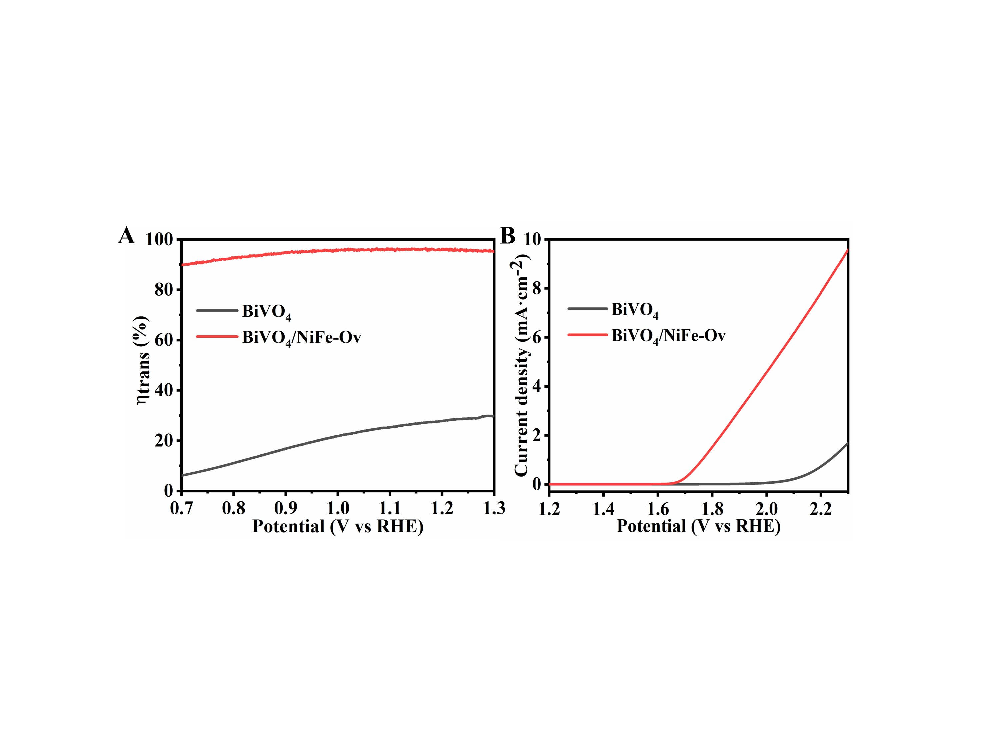 A
100
80
60
40
20
0
ηtrans (%)
BiVO4
BiVO4/NiFe-Ov
0.7 0.8 0.9 1.0 1.1 1.2 1.3
Potential (V vs RHE)
B
10
8
6
4
2
0
Current density (mA·cm-2)
BiVO4
BiVO4/NiFe-Ov
1.2 1.4 1.6 1.8 2.0 2.2
Potential (V vs RHE)